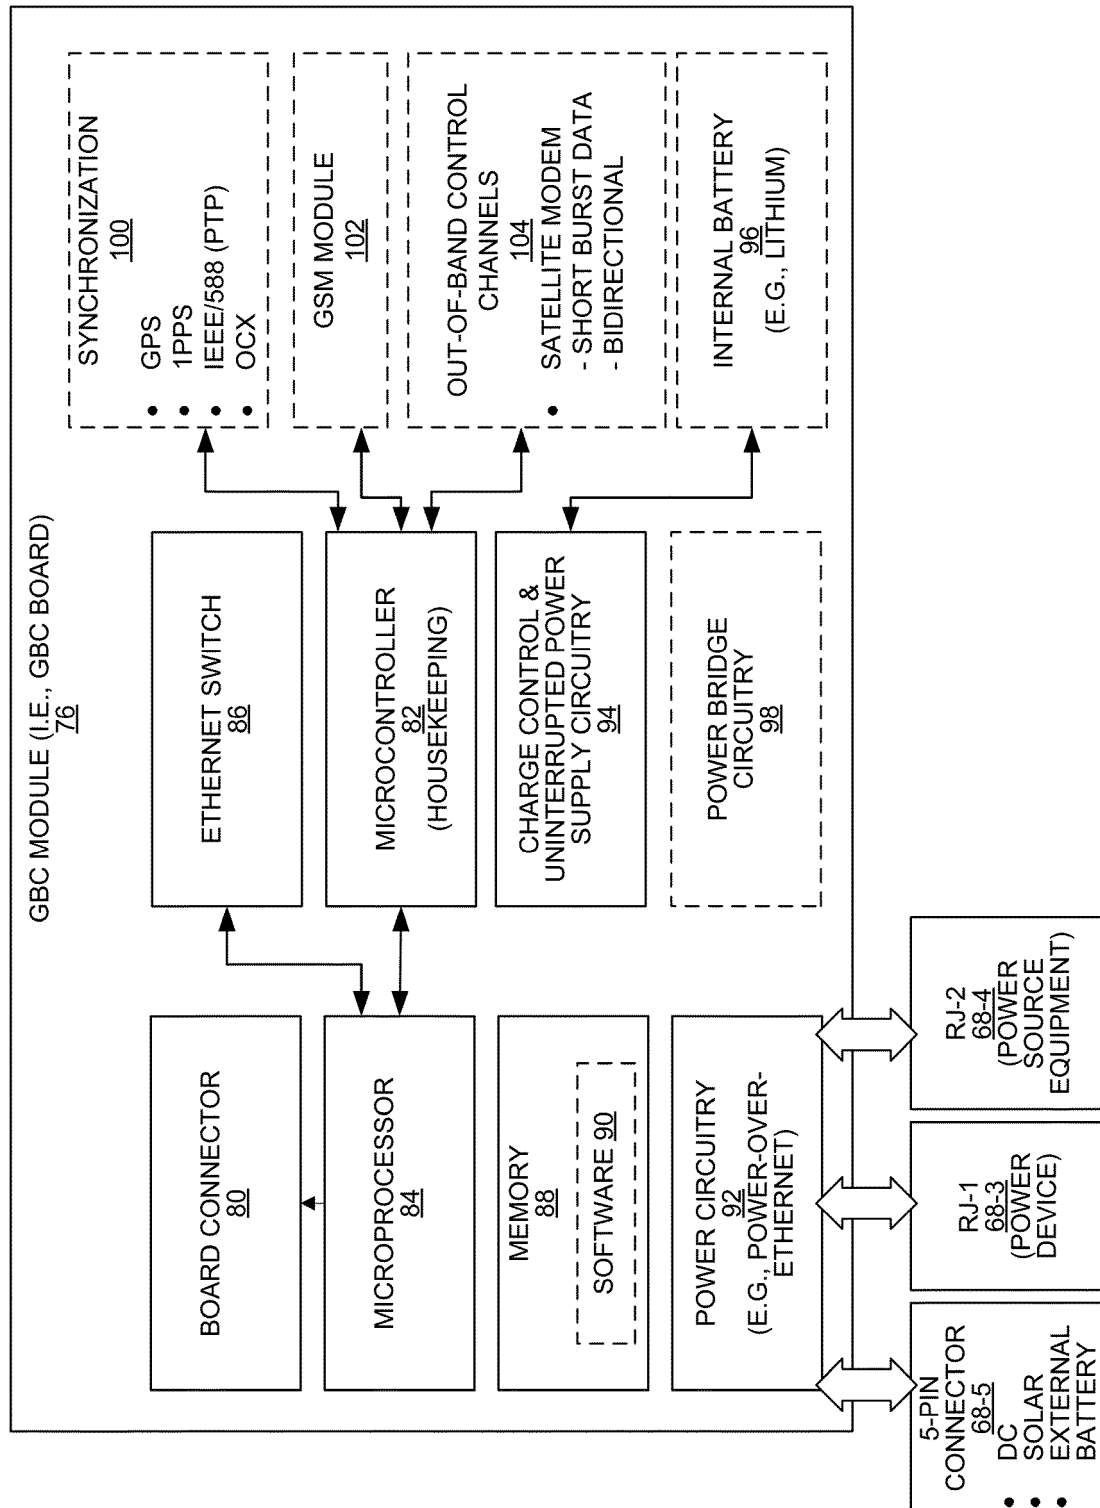 GBC MODULE (I.E., GBC BOARD)
76
BOARD CONNECTOR
80
ETHERNET SWITCH
86
SYNCHRONIZATION
100
• GPS
• 1PPS
• IEEE/588 (PTP)
• OCX
MICROPROCESSOR
84
MICROCONTROLLER
82
(HOUSEKEEPING)
GSM MODULE
102
OUT-OF-BAND CONTROL
CHANNELS
104
• SATELLITE MODEM
- SHORT BURST DATA
- BIDIRECTIONAL
MEMORY
88
SOFTWARE 90
CHARGE CONTROL &
UNINTERRUPTED POWER
SUPPLY CIRCUITRY
94
INTERNAL BATTERY
96
(E.G., LITHIUM)
POWER CIRCUITRY
92
(E.G., POWER-OVER-
ETHERNET)
POWER BRIDGE
CIRCUITRY
98
5-PIN
CONNECTOR
68-5
• DC
• SOLAR
• EXTERNAL
BATTERY
RJ-1
68-3
(POWER
DEVICE)
RJ-2
68-4
(POWER
SOURCE
EQUIPMENT)